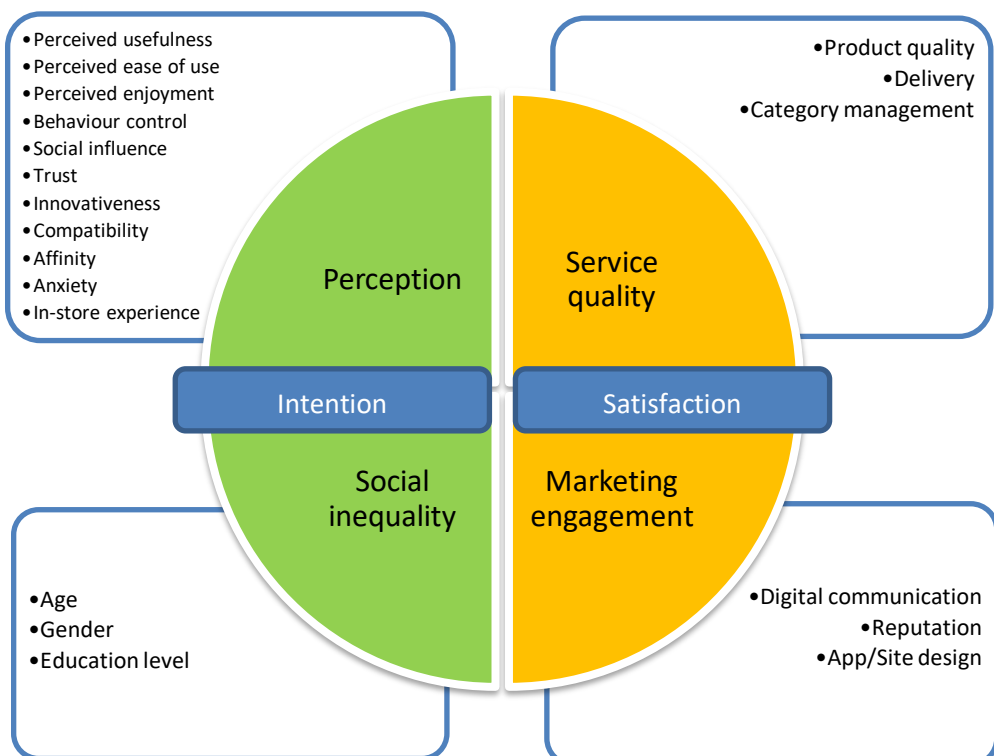 •Perceived usefulness
•Perceived ease of use
•Perceived enjoyment
•Behaviour control
•Social influence
•Trust
•Innovativeness
•Compatibility
•Affinity
•Anxiety
•In-store experience
•Product quality
•Delivery
•Category management
Perception
Service
quality
Intention
Satisfaction
Social
inequality
Marketing
engagement
•Age
•Gender
•Education level
•Digital communication
•Reputation
•App/Site design